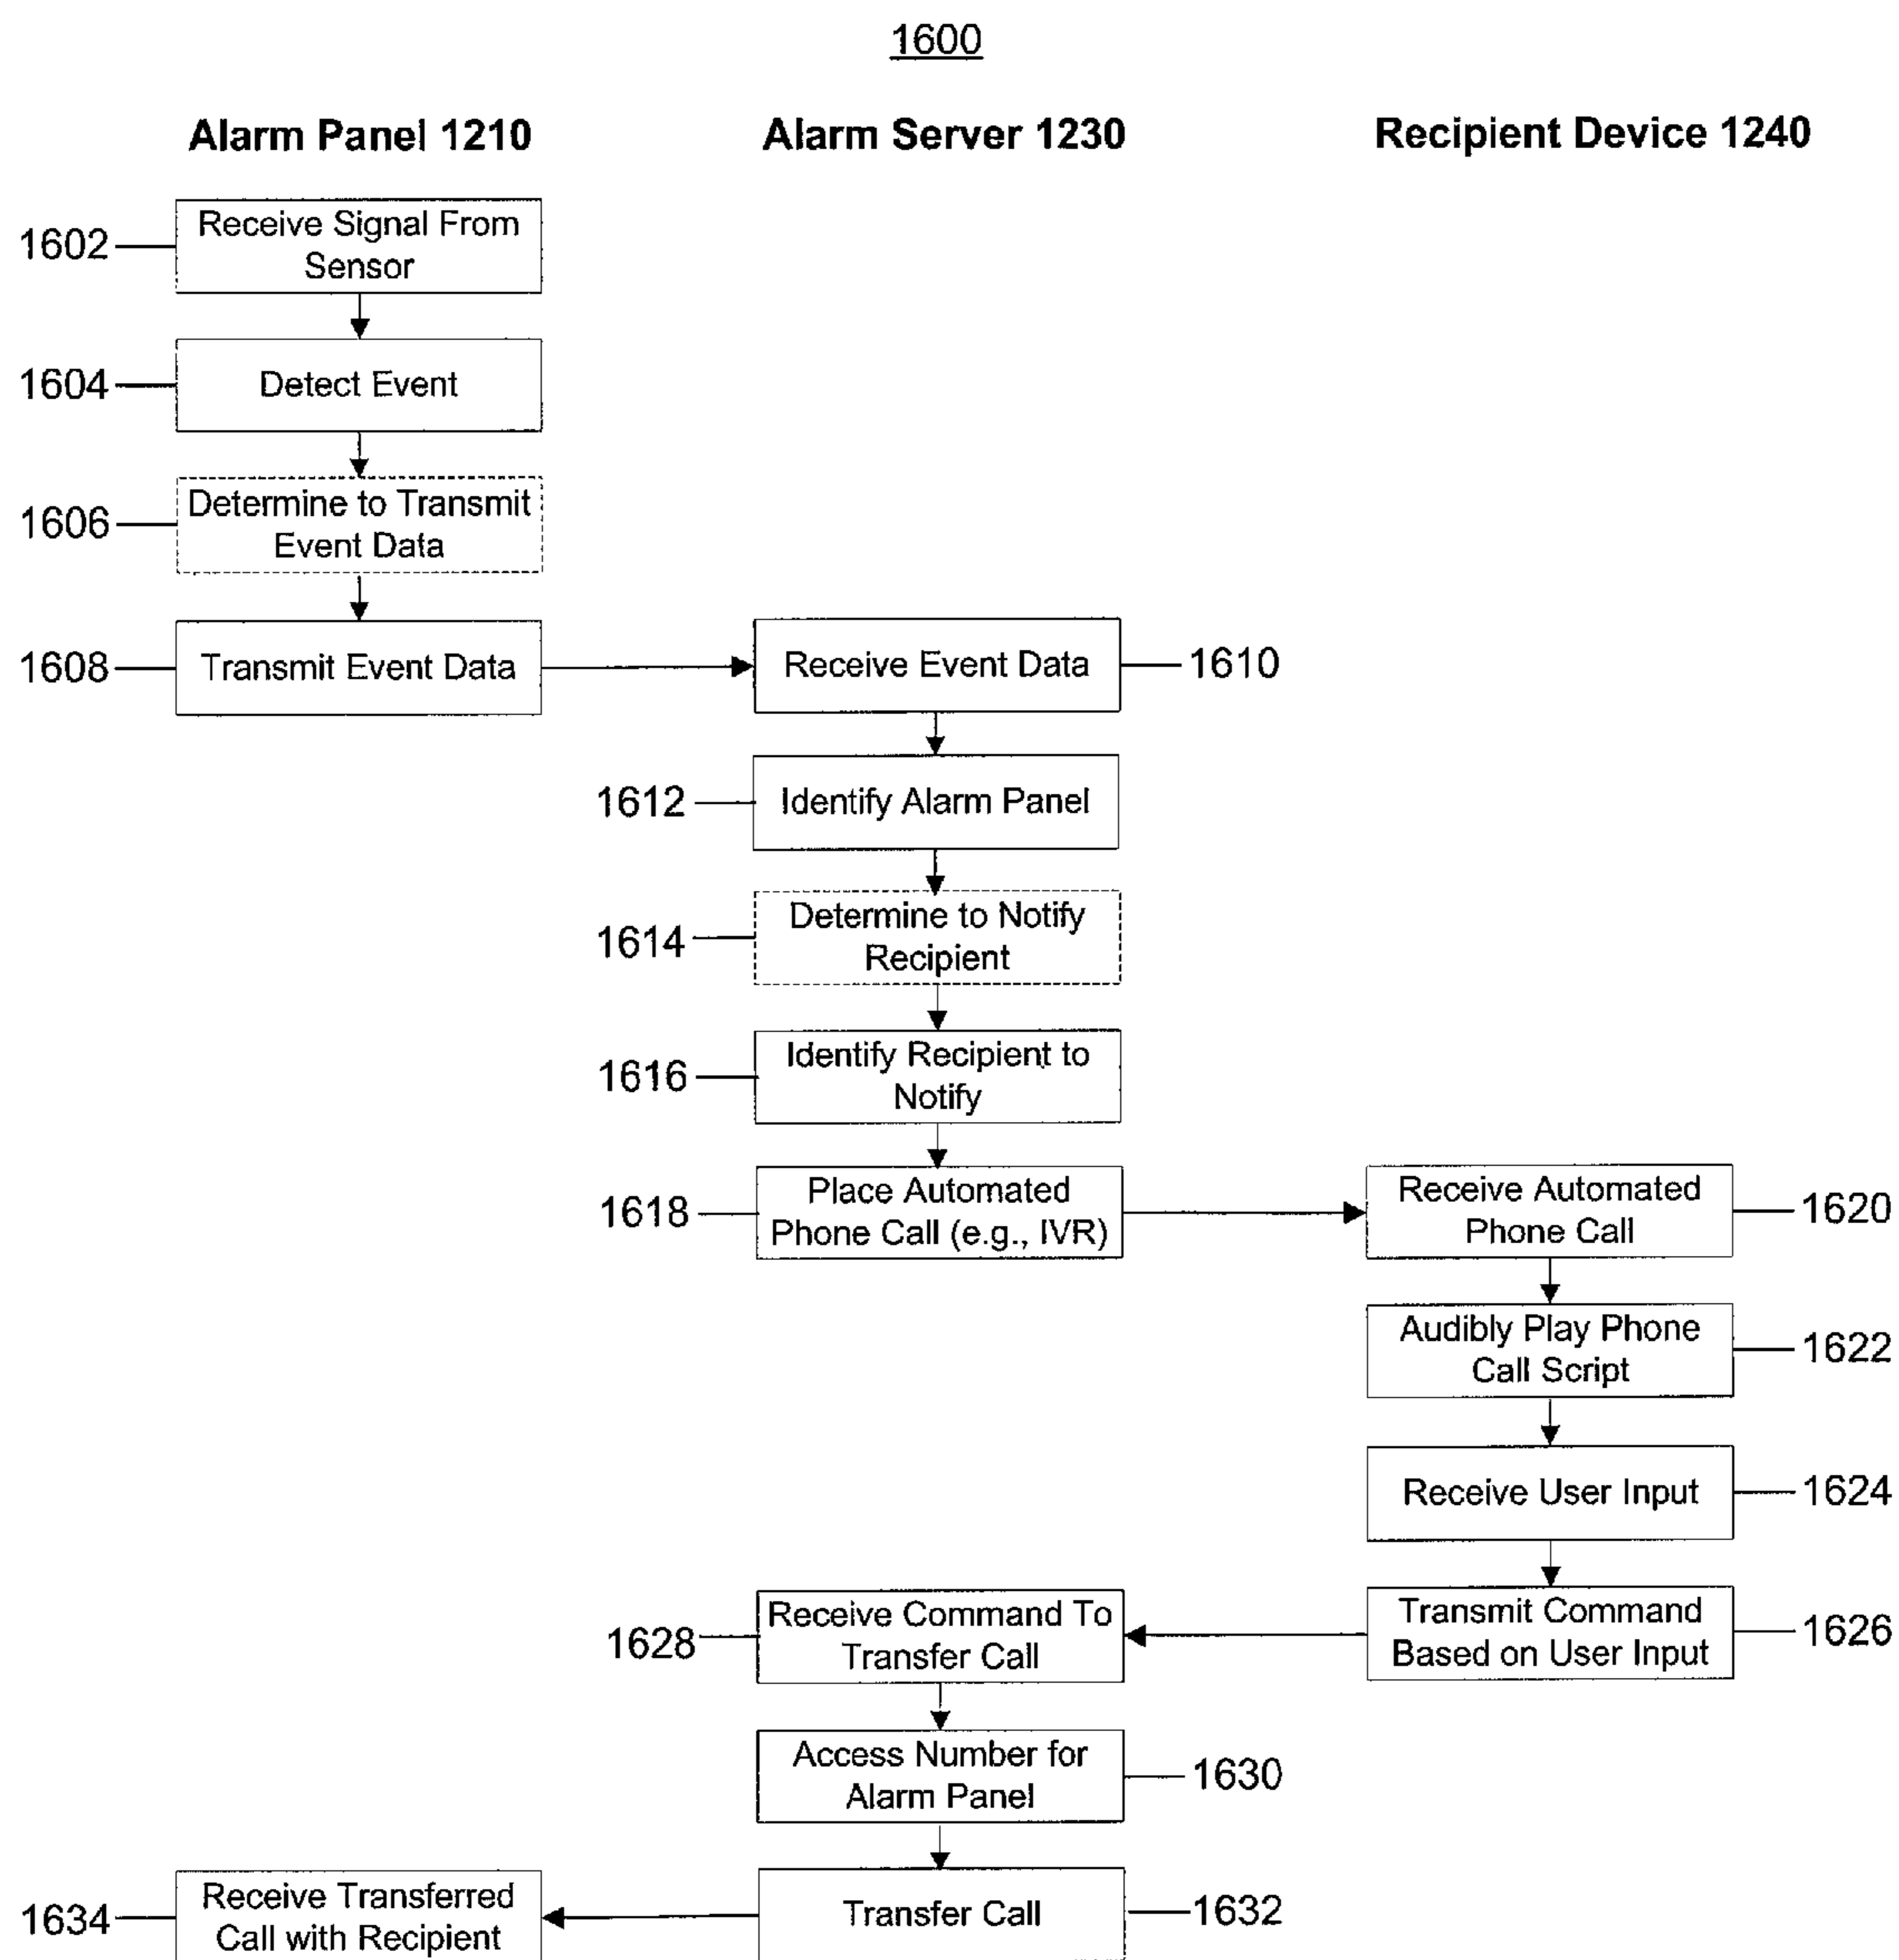 1600
Alarm Panel 1210
Alarm Server 1230
Recipient Device 1240
1602
Receive Signal From
Sensor
1604
Detect Event
1606
Determine to Transmit
Event Data
1608
Transmit Event Data
Receive Event Data
1610
1612
Identify Alarm Panel
1614
Determine to Notify
Recipient
1616
Identify Recipient to
Notify
1618
Place Automated
Phone Call (e.g., IVR)
Receive Automated
Phone Call
1620
Audibly Play Phone
Call Script
1622
Receive User Input
1624
Transmit Command
Based on User Input
1626
1628
Receive Command To
Transfer Call
Access Number for
Alarm Panel
1630
Transfer Call
1632
1634
Receive Transferred
Call with Recipient